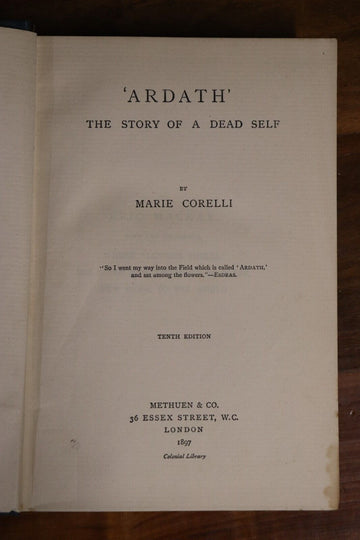 'ARDATH'
THE STORY OF A DEAD SELF
BY
MARIE CORELLI
"So I went my way into the Field which is called 'ARDATH,'
and sat among the flowers."—ESDRAS.
TENTH EDITION
METHUEN & CO.
36 ESSEX STREET, W.C.
LONDON
1897
Colonial Library